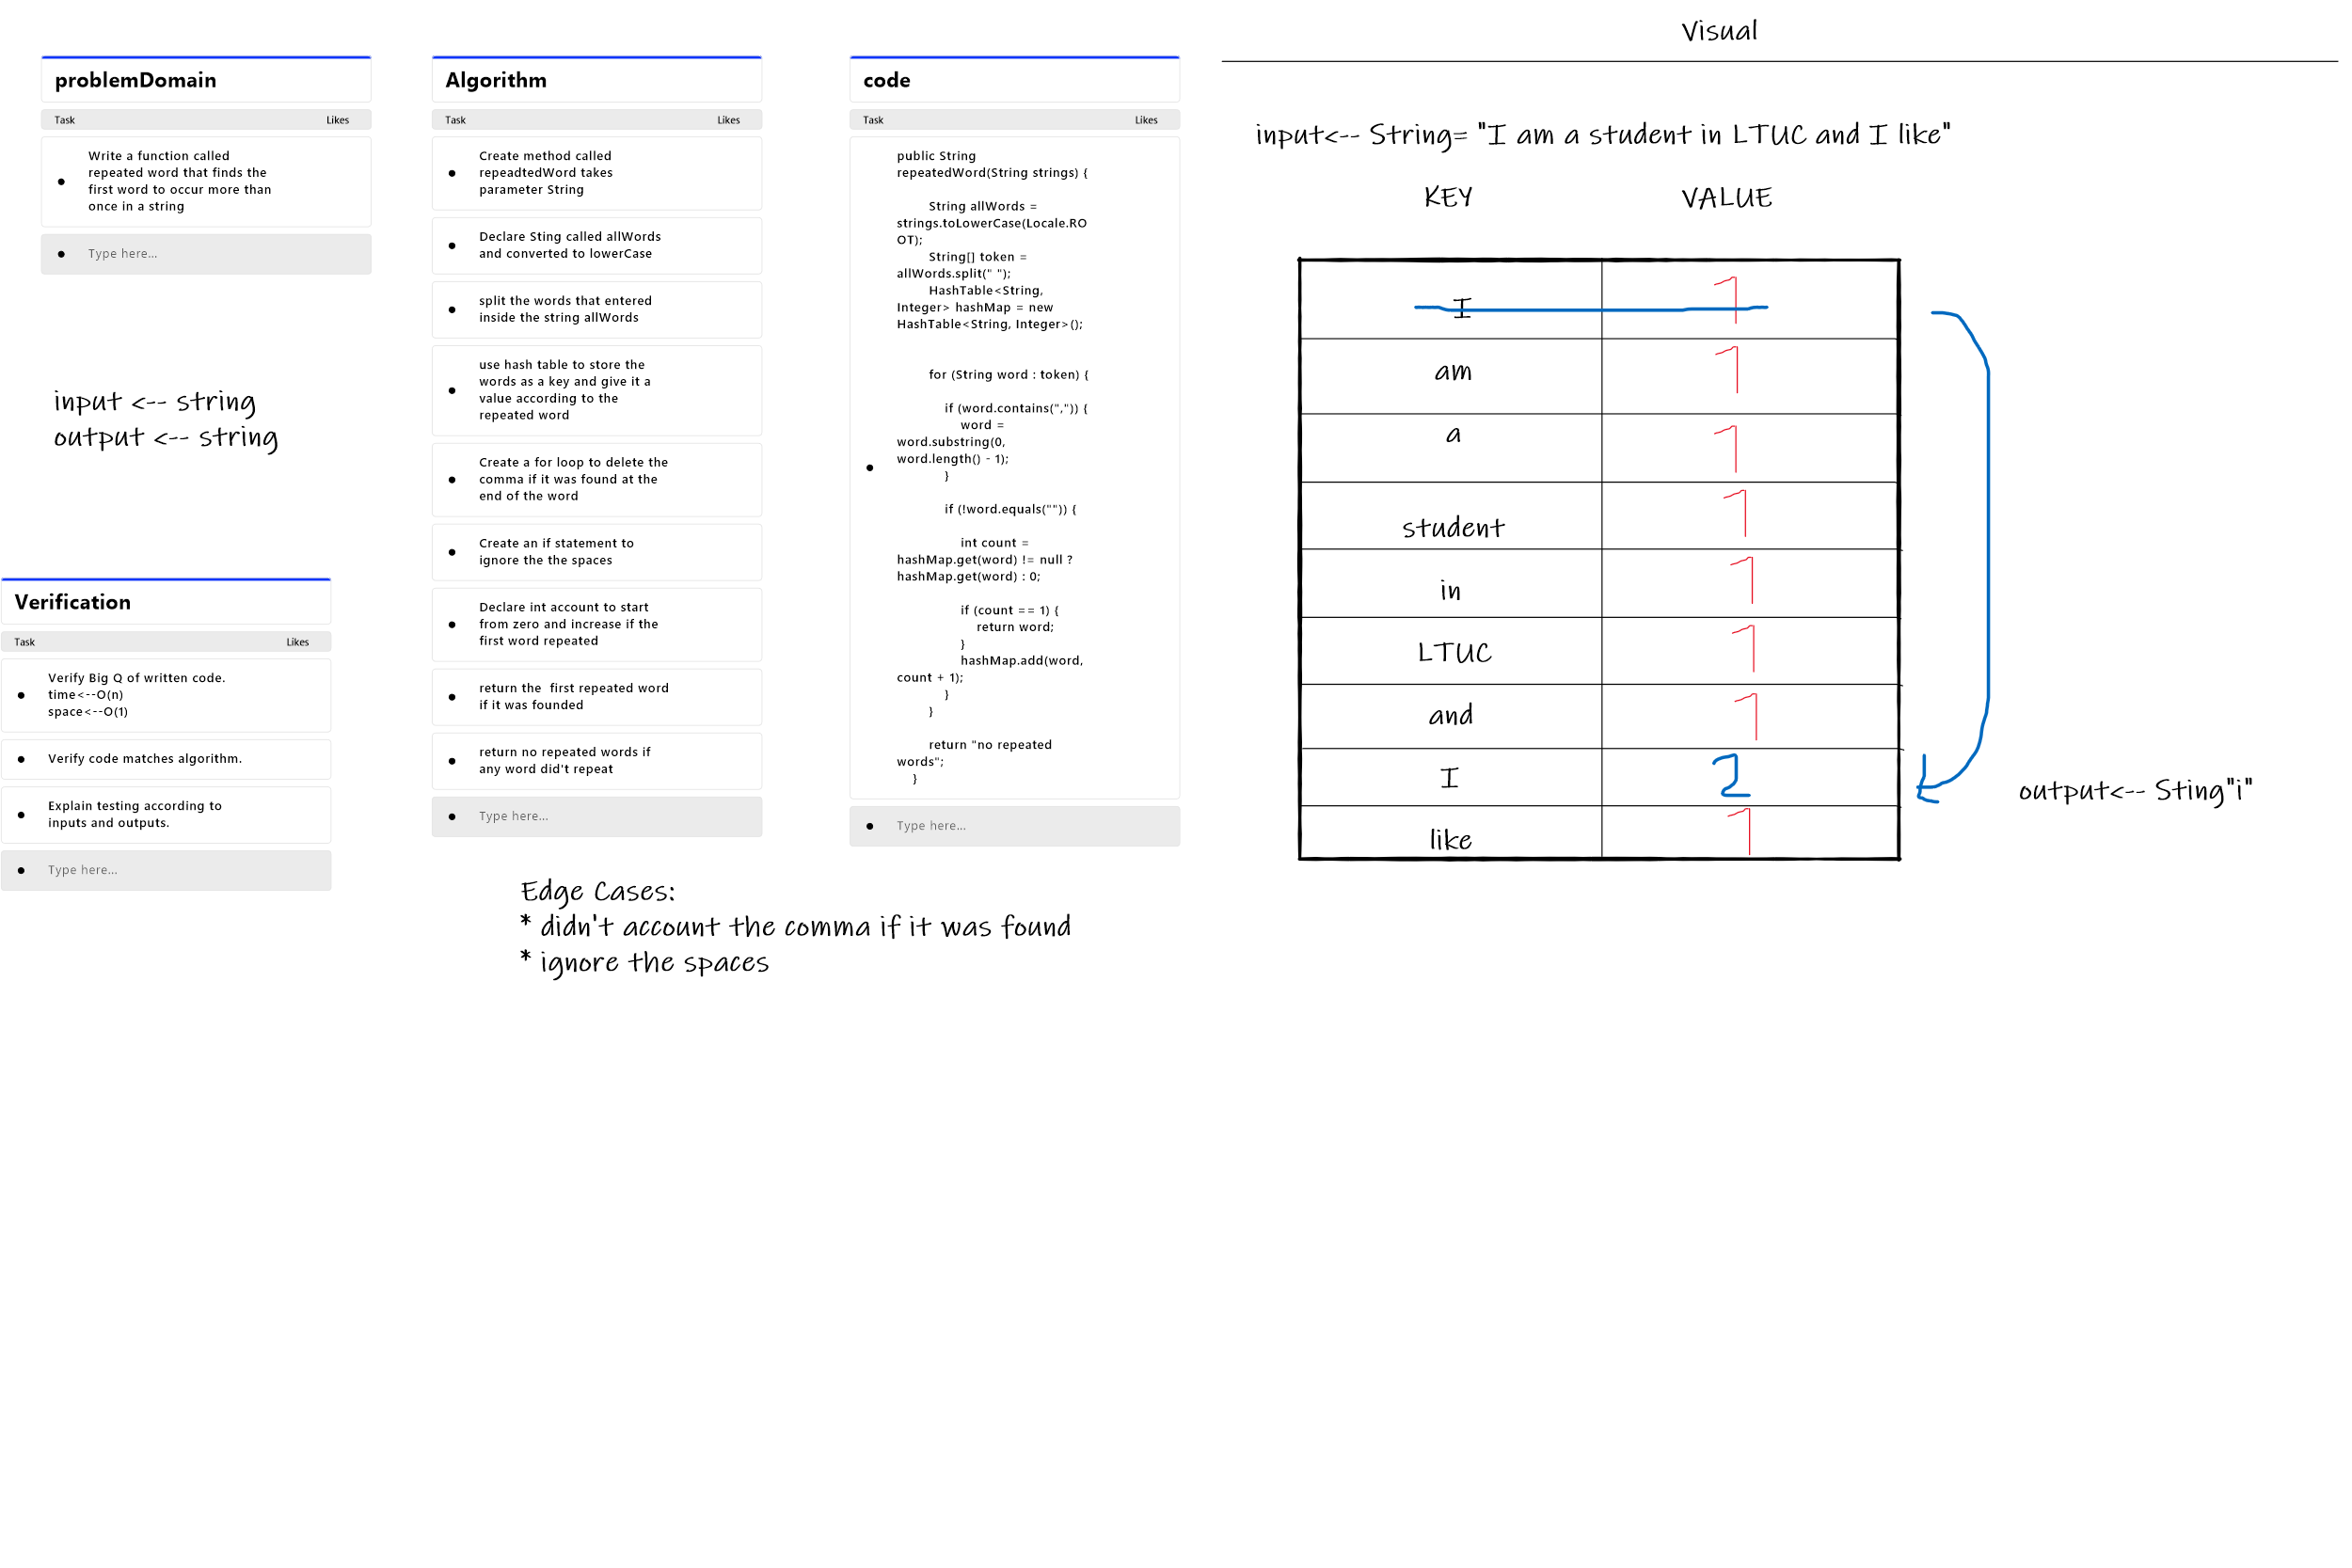 Visual
problemDomain
Task Likes
Write a function called
repeated word that finds the
first word to occur more than
once in a string
Type here...
input <-- string
output <-- string
Verification
Task Likes
Verify Big Q of written code.
time<--O(n)
space<--O(1)
Verify code matches algorithm.
Explain testing according to
inputs and outputs.
Type here...
Algorithm
Task Likes
Create method called
repeadtedWord takes
parameter String
Declare Sting called allWords
and converted to lowerCase
split the words that entered
inside the string allWords
use hash table to store the
words as a key and give it a
value according to the
repeated word
Create a for loop to delete the
comma if it was found at the
end of the word
Create an if statement to
ignore the the spaces
Declare int account to start
from zero and increase if the
first word repeated
return the  first repeated word
if it was founded
return no repeated words if
any word did't repeat
Type here...
Edge Cases:
* didn't account the comma if it was found
* ignore the spaces
code
Task Likes
public String
repeatedWord(String strings) {
String allWords =
strings.toLowerCase(Locale.RO
OT);
String[] token =
allWords.split(" ");
HashTable<String,
Integer> hashMap = new
HashTable<String, Integer>();
for (String word : token) {
if (word.contains(",")) {
word =
word.substring(0,
word.length() - 1);
}
if (!word.equals("")) {
int count =
hashMap.get(word) != null ?
hashMap.get(word) : 0;
if (count == 1) {
return word;
}
hashMap.add(word,
count + 1);
}
}
return "no repeated
words";
}
Type here...
input<-- String= "I am a student in LTUC and I like"
KEY VALUE
I 1
am 1
a 1
student 1
in 1
LTUC 1
and 1
I 2
like 1
output<-- Sting"i"